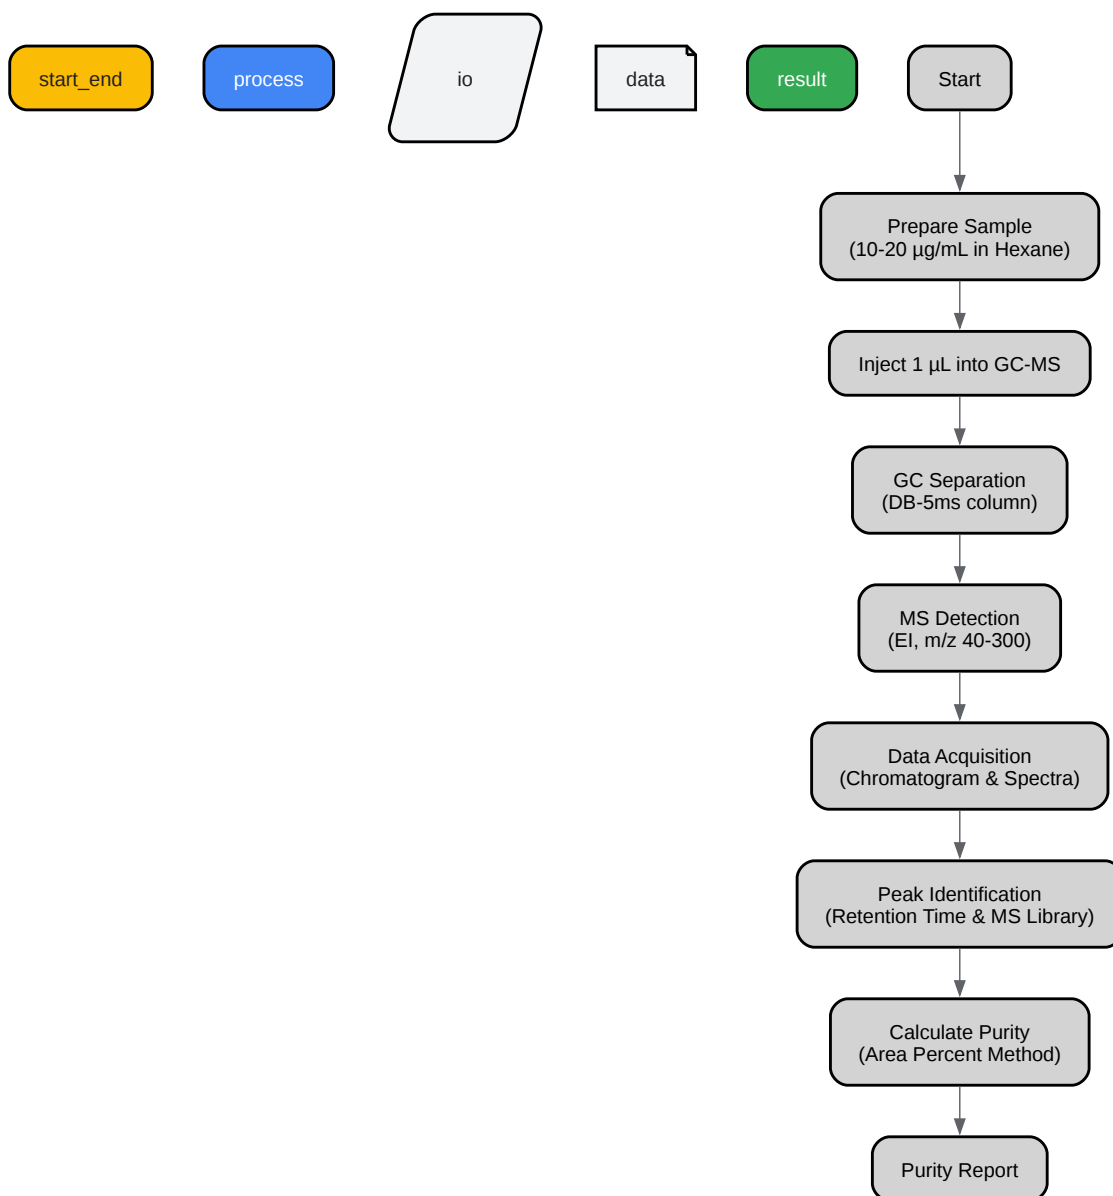 start_end
process
io
data
result
Start
Prepare Sample
(10-20 µg/mL in Hexane)
Inject 1 µL into GC-MS
GC Separation
(DB-5ms column)
MS Detection
(EI, m/z 40-300)
Data Acquisition
(Chromatogram & Spectra)
Peak Identification
(Retention Time & MS Library)
Calculate Purity
(Area Percent Method)
Purity Report